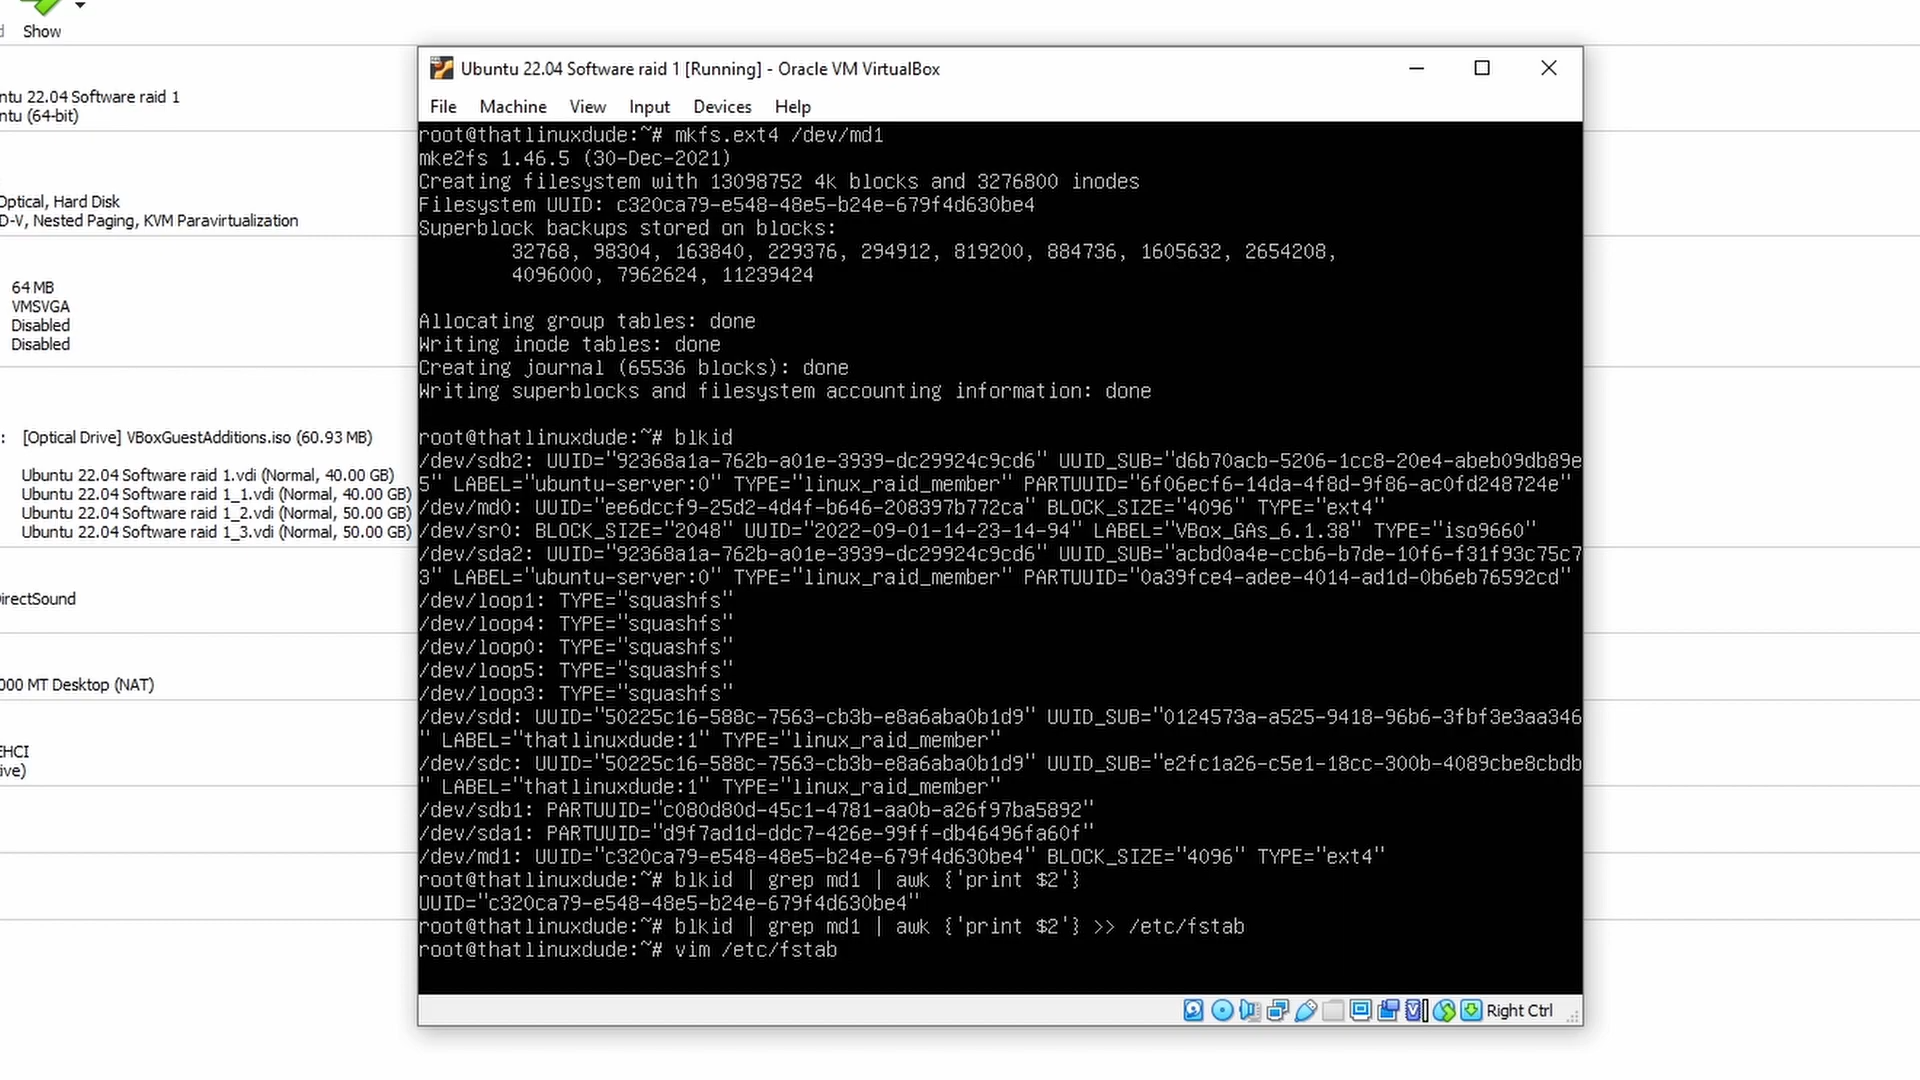 Show
Ubuntu 22.04 Software raid 1 [Running] - Oracle VM VirtualBox
File Machine View Input Devices Help
ntu 22.04 Software raid 1
ntu (64-bit)
Optical, Hard Disk
D-V, Nested Paging, KVM Paravirtualization
64 MB
VMSVGA
Disabled
Disabled
: [Optical Drive] VBoxGuestAdditions.iso (60.93 MB)
Ubuntu 22.04 Software raid 1.vdi (Normal, 40.00 GB)
Ubuntu 22.04 Software raid 1_1.vdi (Normal, 40.00 GB)
Ubuntu 22.04 Software raid 1_2.vdi (Normal, 50.00 GB)
Ubuntu 22.04 Software raid 1_3.vdi (Normal, 50.00 GB)
DirectSound
000 MT Desktop (NAT)
EHCI
ive)
root@thatlinuxdude:~# mkfs.ext4 /dev/md1
mke2fs 1.46.5 (30-Dec-2021)
Creating filesystem with 13098752 4k blocks and 3276800 inodes
Filesystem UUID: c320ca79-e548-48e5-b24e-679f4d630be4
Superblock backups stored on blocks:
32768, 98304, 163840, 229376, 294912, 819200, 884736, 1605632, 2654208,
4096000, 7962624, 11239424
Allocating group tables: done
Writing inode tables: done
Creating journal (65536 blocks): done
Writing superblocks and filesystem accounting information: done
root@thatlinuxdude:~# blkid
/dev/sdb2: UUID="92368a1a-762b-a01e-3939-dc29924c9cd6" UUID_SUB="d6b70acb-5206-1cc8-20e4-abeb09db89e
5" LABEL="ubuntu-server:0" TYPE="linux_raid_member" PARTUUID="6f06ecf6-14da-4f8d-9f86-ac0fd248724e"
/dev/md0: UUID="ee6dccf9-25d2-4d4f-b646-208397b772ca" BLOCK_SIZE="4096" TYPE="ext4"
/dev/sr0: BLOCK_SIZE="2048" UUID="2022-09-01-14-23-14-94" LABEL="VBox_GAs_6.1.38" TYPE="iso9660"
/dev/sda2: UUID="92368a1a-762b-a01e-3939-dc29924c9cd6" UUID_SUB="acbd0a4e-ccb6-b7de-10f6-f31f93c75c7
3" LABEL="ubuntu-server:0" TYPE="linux_raid_member" PARTUUID="0a39fce4-adee-4014-ad1d-0b6eb76592cd"
/dev/loop1: TYPE="squashfs"
/dev/loop4: TYPE="squashfs"
/dev/loop0: TYPE="squashfs"
/dev/loop5: TYPE="squashfs"
/dev/loop3: TYPE="squashfs"
/dev/sdd: UUID="50225c16-588c-7563-cb3b-e8a6aba0b1d9" UUID_SUB="0124573a-a525-9418-96b6-3fbf3e3aa346
" LABEL="thatlinuxdude:1" TYPE="linux_raid_member"
/dev/sdc: UUID="50225c16-588c-7563-cb3b-e8a6aba0b1d9" UUID_SUB="e2fc1a26-c5e1-18cc-300b-4089cbe8cbdb
" LABEL="thatlinuxdude:1" TYPE="linux_raid_member"
/dev/sdb1: PARTUUID="c080d80d-45c1-4781-aa0b-a26f97ba5892"
/dev/sda1: PARTUUID="d9f7ad1d-ddc7-426e-99ff-db46496fa60f"
/dev/md1: UUID="c320ca79-e548-48e5-b24e-679f4d630be4" BLOCK_SIZE="4096" TYPE="ext4"
root@thatlinuxdude:~# blkid | grep md1 | awk {'print $2'}
UUID="c320ca79-e548-48e5-b24e-679f4d630be4"
root@thatlinuxdude:~# blkid | grep md1 | awk {'print $2'} >> /etc/fstab
root@thatlinuxdude:~# vim /etc/fstab
Right Ctrl